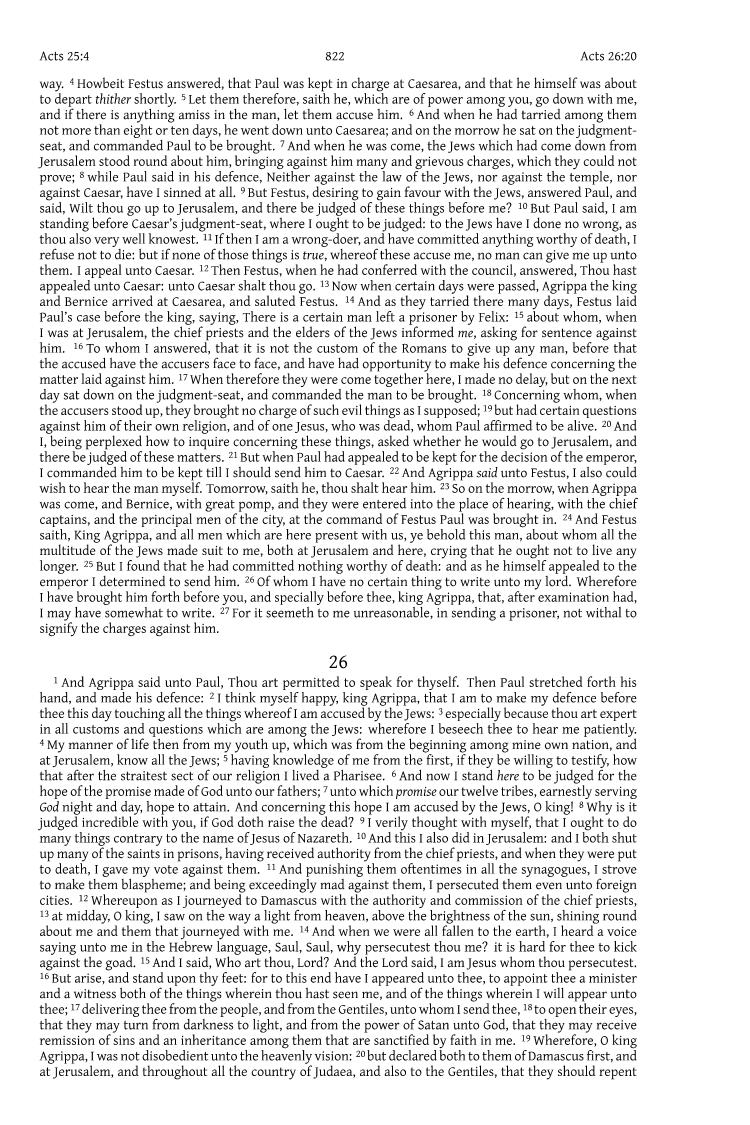 Acts 25:4 822 Acts 26:20
way. 4 Howbeit Festus answered, that Paul was kept in charge at Caesarea, and that he himself was about
to depart thither shortly. 5 Let them therefore, saith he, which are of power among you, go down with me,
and if there is anything amiss in the man, let them accuse him. 6 And when he had tarried among them
not more than eight or ten days, he went down unto Caesarea; and on the morrow he sat on the judgment-
seat, and commanded Paul to be brought. 7 And when he was come, the Jews which had come down from
Jerusalem stood round about him, bringing against him many and grievous charges, which they could not
prove; 8 while Paul said in his defence, Neither against the law of the Jews, nor against the temple, nor
against Caesar, have I sinned at all. 9 But Festus, desiring to gain favour with the Jews, answered Paul, and
said, Wilt thou go up to Jerusalem, and there be judged of these things before me? 10 But Paul said, I am
standing before Caesar's judgment-seat, where I ought to be judged: to the Jews have I done no wrong, as
thou also very well knowest. 11 If then I am a wrong-doer, and have committed anything worthy of death, I
refuse not to die: but if none of those things is true, whereof these accuse me, no man can give me up unto
them. I appeal unto Caesar. 12 Then Festus, when he had conferred with the council, answered, Thou hast
appealed unto Caesar: unto Caesar shalt thou go. 13 Now when certain days were passed, Agrippa the king
and Bernice arrived at Caesarea, and saluted Festus. 14 And as they tarried there many days, Festus laid
Paul's case before the king, saying, There is a certain man left a prisoner by Felix: 15 about whom, when
I was at Jerusalem, the chief priests and the elders of the Jews informed me, asking for sentence against
him. 16 To whom I answered, that it is not the custom of the Romans to give up any man, before that
the accused have the accusers face to face, and have had opportunity to make his defence concerning the
matter laid against him. 17 When therefore they were come together here, I made no delay, but on the next
day sat down on the judgment-seat, and commanded the man to be brought. 18 Concerning whom, when
the accusers stood up, they brought no charge of such evil things as I supposed; 19 but had certain questions
against him of their own religion, and of one Jesus, who was dead, whom Paul affirmed to be alive. 20 And
I, being perplexed how to inquire concerning these things, asked whether he would go to Jerusalem, and
there be judged of these matters. 21 But when Paul had appealed to be kept for the decision of the emperor,
I commanded him to be kept till I should send him to Caesar. 22 And Agrippa said unto Festus, I also could
wish to hear the man myself. Tomorrow, saith he, thou shalt hear him. 23 So on the morrow, when Agrippa
was come, and Bernice, with great pomp, and they were entered into the place of hearing, with the chief
captains, and the principal men of the city, at the command of Festus Paul was brought in. 24 And Festus
saith, King Agrippa, and all men which are here present with us, ye behold this man, about whom all the
multitude of the Jews made suit to me, both at Jerusalem and here, crying that he ought not to live any
longer. 25 But I found that he had committed nothing worthy of death: and as he himself appealed to the
emperor I determined to send him. 26 Of whom I have no certain thing to write unto my lord. Wherefore
I have brought him forth before you, and specially before thee, king Agrippa, that, after examination had,
I may have somewhat to write. 27 For it seemeth to me unreasonable, in sending a prisoner, not withal to
signify the charges against him.
26
1 And Agrippa said unto Paul, Thou art permitted to speak for thyself. Then Paul stretched forth his
hand, and made his defence: 2 I think myself happy, king Agrippa, that I am to make my defence before
thee this day touching all the things whereof I am accused by the Jews: 3 especially because thou art expert
in all customs and questions which are among the Jews: wherefore I beseech thee to hear me patiently.
4 My manner of life then from my youth up, which was from the beginning among mine own nation, and
at Jerusalem, know all the Jews; 5 having knowledge of me from the first, if they be willing to testify, how
that after the straitest sect of our religion I lived a Pharisee. 6 And now I stand here to be judged for the
hope of the promise made of God unto our fathers; 7 unto which promise our twelve tribes, earnestly serving
God night and day, hope to attain. And concerning this hope I am accused by the Jews, O king! 8 Why is it
judged incredible with you, if God doth raise the dead? 9 I verily thought with myself, that I ought to do
many things contrary to the name of Jesus of Nazareth. 10 And this I also did in Jerusalem: and I both shut
up many of the saints in prisons, having received authority from the chief priests, and when they were put
to death, I gave my vote against them. 11 And punishing them oftentimes in all the synagogues, I strove
to make them blaspheme; and being exceedingly mad against them, I persecuted them even unto foreign
cities. 12 Whereupon as I journeyed to Damascus with the authority and commission of the chief priests,
13 at midday, O king, I saw on the way a light from heaven, above the brightness of the sun, shining round
about me and them that journeyed with me. 14 And when we were all fallen to the earth, I heard a voice
saying unto me in the Hebrew language, Saul, Saul, why persecutest thou me? it is hard for thee to kick
against the goad. 15 And I said, Who art thou, Lord? And the Lord said, I am Jesus whom thou persecutest.
16 But arise, and stand upon thy feet: for to this end have I appeared unto thee, to appoint thee a minister
and a witness both of the things wherein thou hast seen me, and of the things wherein I will appear unto
thee; 17 delivering thee from the people, and from the Gentiles, unto whom I send thee, 18 to open their eyes,
that they may turn from darkness to light, and from the power of Satan unto God, that they may receive
remission of sins and an inheritance among them that are sanctified by faith in me. 19 Wherefore, O king
Agrippa, I was not disobedient unto the heavenly vision: 20 but declared both to them of Damascus first, and
at Jerusalem, and throughout all the country of Judaea, and also to the Gentiles, that they should repent